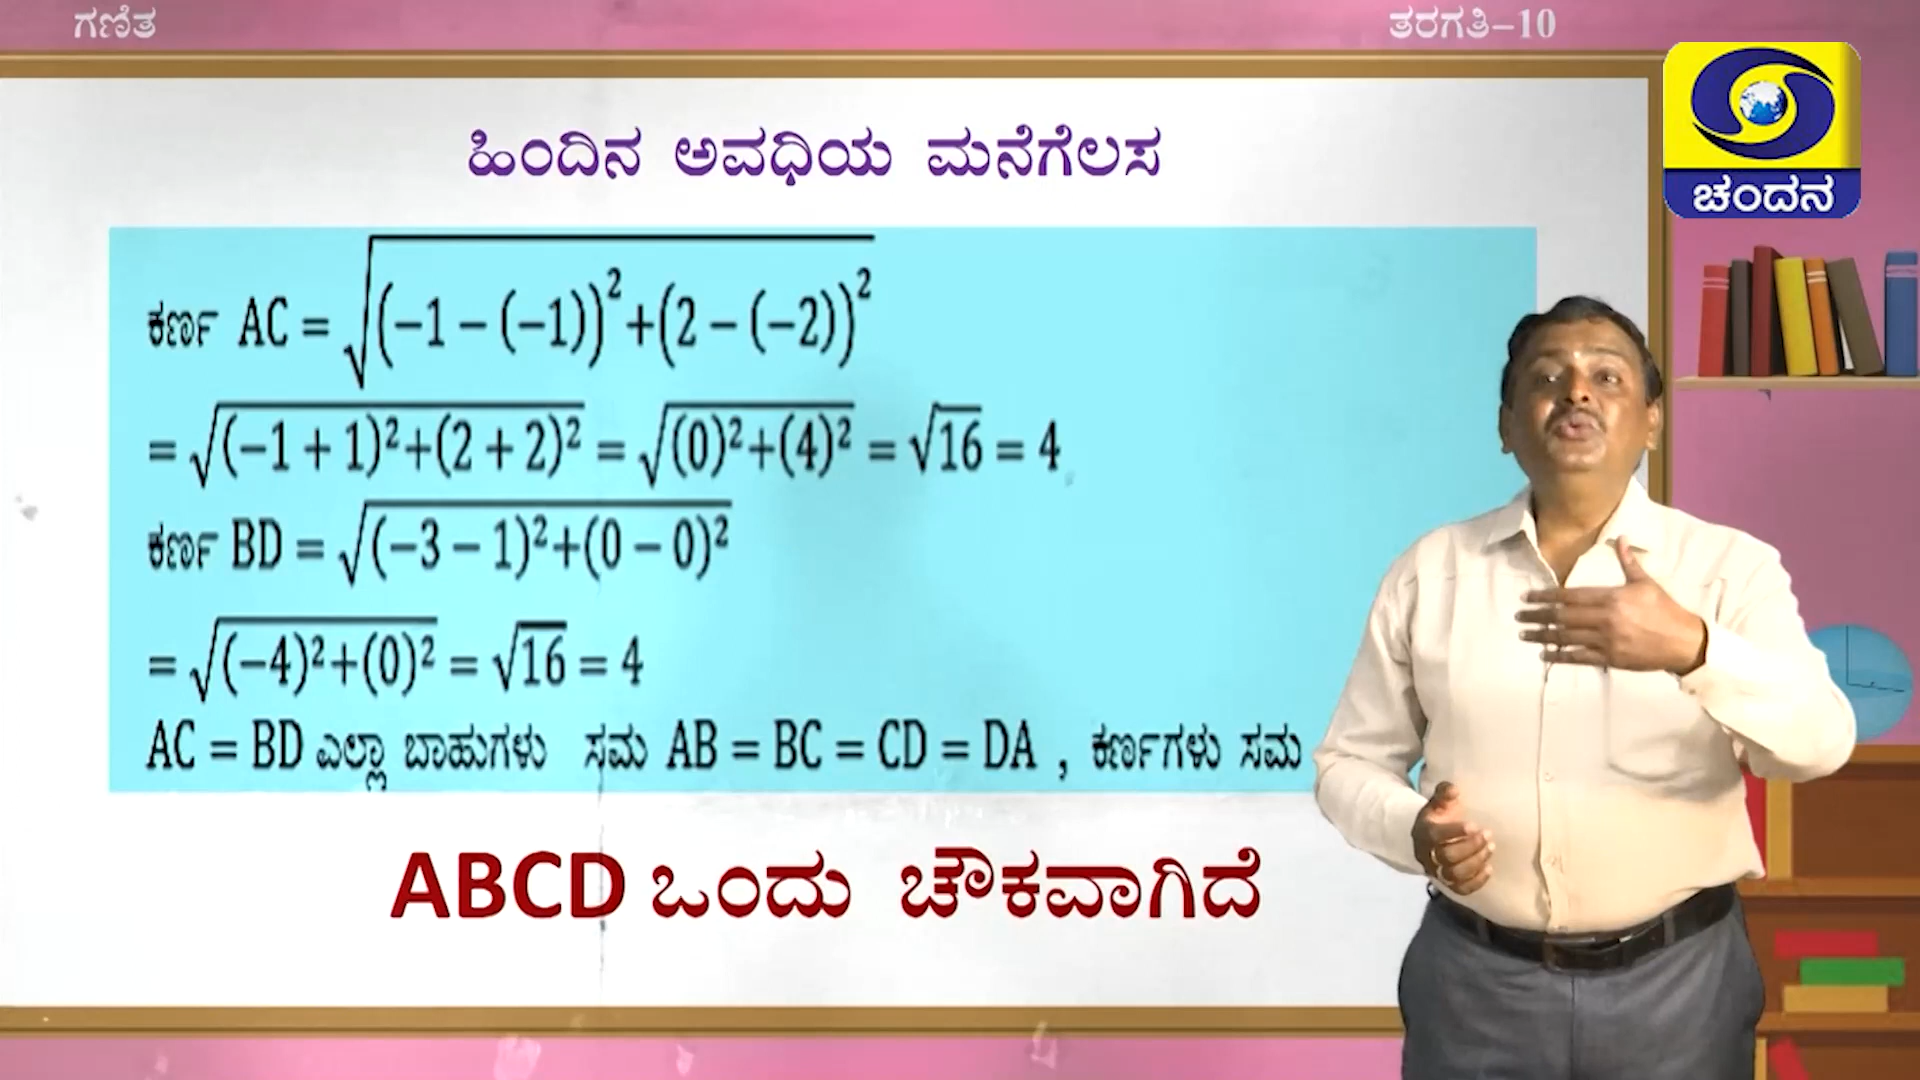 ಗಣಿತ
ತರಗತಿ-10
ಚಂದನ
ಹಿಂದಿನ ಅವಧಿಯ ಮನೆಗೆಲಸ
ಕರ್ಣ AC = √((−1 − (−1))² + (2 − (−2))²)
= √((−1 + 1)²+(2 + 2)²) = √((0)²+(4)²) = √16 = 4
ಕರ್ಣ BD = √((−3 − 1)²+(0 − 0)²)
= √((−4)²+(0)²) = √16 = 4
AC = BD ಎಲ್ಲಾ ಬಾಹುಗಳು ಸಮ AB = BC = CD = DA , ಕರ್ಣಗಳು ಸಮ
ABCD ಒಂದು ಚೌಕವಾಗಿದೆ